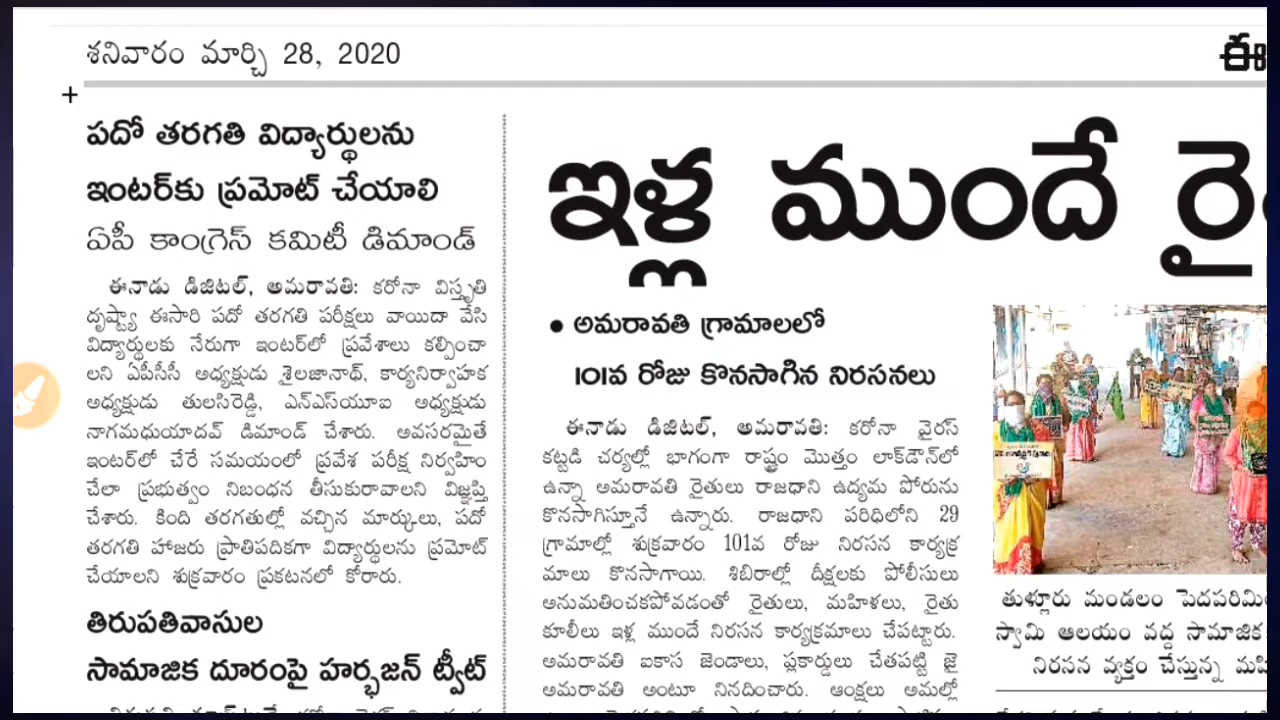 శనివారం మార్చి 28, 2020
పదో తరగతి విద్యార్థులను
ఇంటర్‌కు ప్రమోట్ చేయాలి
ఏపీ కాంగ్రెస్ కమిటీ డిమాండ్
ఈనాడు డిజిటల్, అమరావతి: కరోనా విస్తృతి
దృష్ట్యా ఈసారి పదో తరగతి పరీక్షలు వాయిదా వేసి
విద్యార్థులకు నేరుగా ఇంటర్‌లో ప్రవేశాలు కల్పించా
లని ఏపీసీసీ అధ్యక్షుడు శైలజానాథ్, కార్యనిర్వాహక
అధ్యక్షుడు తులసిరెడ్డి, ఎన్ఎస్‌యూఐ అధ్యక్షుడు
నాగమధుయాదవ్ డిమాండ్ చేశారు. అవసరమైతే
ఇంటర్‌లో చేరే సమయంలో ప్రవేశ పరీక్ష నిర్వహిం
చేలా ప్రభుత్వం నిబంధన తీసుకురావాలని విజ్ఞప్తి
చేశారు. కింది తరగతుల్లో వచ్చిన మార్కులు, పదో
తరగతి హాజరు ప్రాతిపదికగా విద్యార్థులను ప్రమోట్
చేయాలని శుక్రవారం ప్రకటనలో కోరారు.
తిరుపతివాసుల
సామాజిక దూరంపై హర్భజన్ ట్వీట్
ఇళ్ల ముందే
• అమరావతి గ్రామాలలో
101వ రోజు కొనసాగిన నిరసనలు
ఈనాడు డిజిటల్, అమరావతి: కరోనా వైరస్
కట్టడి చర్యల్లో భాగంగా రాష్ట్రం మొత్తం లాక్‌డౌన్‌లో
ఉన్నా అమరావతి రైతులు రాజధాని ఉద్యమ పోరును
కొనసాగిస్తూనే ఉన్నారు. రాజధాని పరిధిలోని 29
గ్రామాల్లో శుక్రవారం 101వ రోజు నిరసన కార్యక్ర
మాలు కొనసాగాయి. శిబిరాల్లో దీక్షలకు పోలీసులు
అనుమతించకపోవడంతో రైతులు, మహిళలు, రైతు
కూలీలు ఇళ్ల ముందే నిరసన కార్యక్రమాలు చేపట్టారు.
అమరావతి ఐకాస జెండాలు, ప్లకార్డులు చేతపట్టి జై
అమరావతి అంటూ నినదించారు. ఆంక్షలు అమల్లో
తుళ్లూరు మండలం
స్వామి ఆలయం వద్ద సామాజిక
నిరసన వ్యక్తం చేస్తున్న